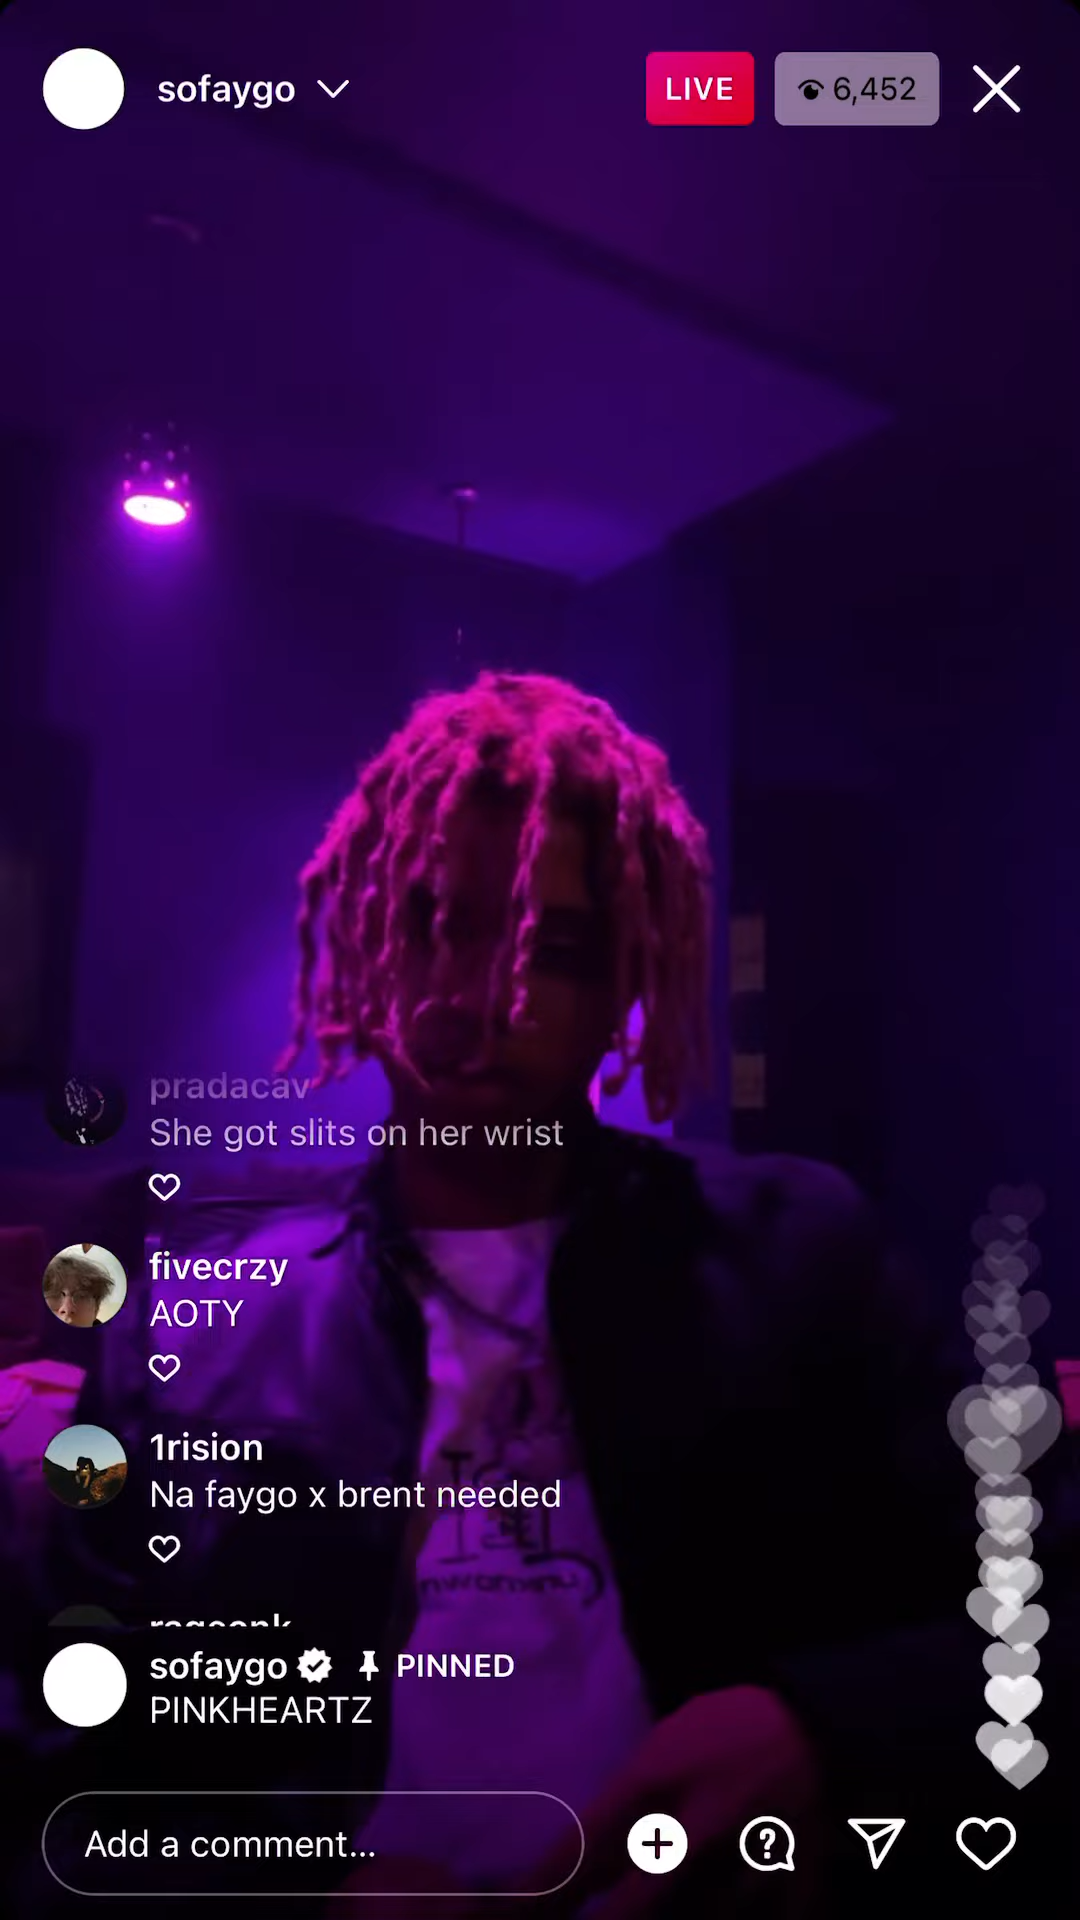 sofaygo
LIVE
6,452
pradacav
She got slits on her wrist
fivecrzy
AOTY
1rision
Na faygo x brent needed
sofaygo PINNED
PINKHEARTZ
Add a comment...